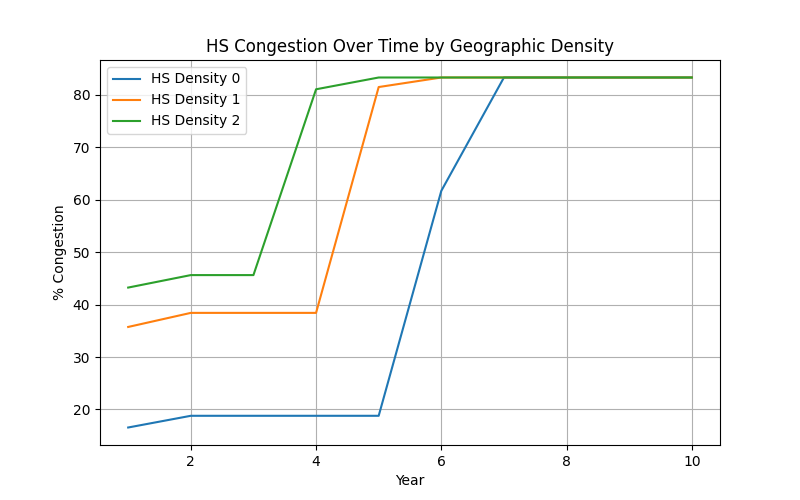 HS Congestion Over Time by Geographic Density
HS Density 0
HS Density 1
HS Density 2
% Congestion
80
70
60
50
40
30
20
2 4 6 8 10
Year